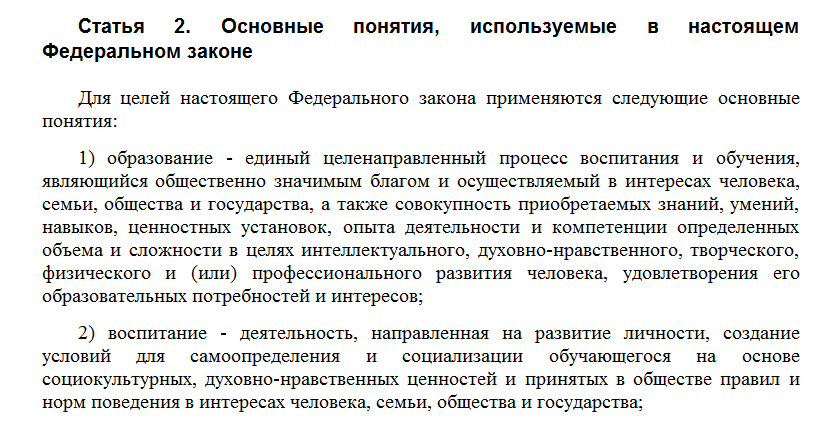 Статья 2. Основные понятия, используемые в настоящем
Федеральном законе
Для целей настоящего Федерального закона применяются следующие основные
понятия:
1) образование - единый целенаправленный процесс воспитания и обучения,
являющийся общественно значимым благом и осуществляемый в интересах человека,
семьи, общества и государства, а также совокупность приобретаемых знаний, умений,
навыков, ценностных установок, опыта деятельности и компетенции определенных
объема и сложности в целях интеллектуального, духовно-нравственного, творческого,
физического и (или) профессионального развития человека, удовлетворения его
образовательных потребностей и интересов;
2) воспитание - деятельность, направленная на развитие личности, создание
условий для самоопределения и социализации обучающегося на основе
социокультурных, духовно-нравственных ценностей и принятых в обществе правил и
норм поведения в интересах человека, семьи, общества и государства;